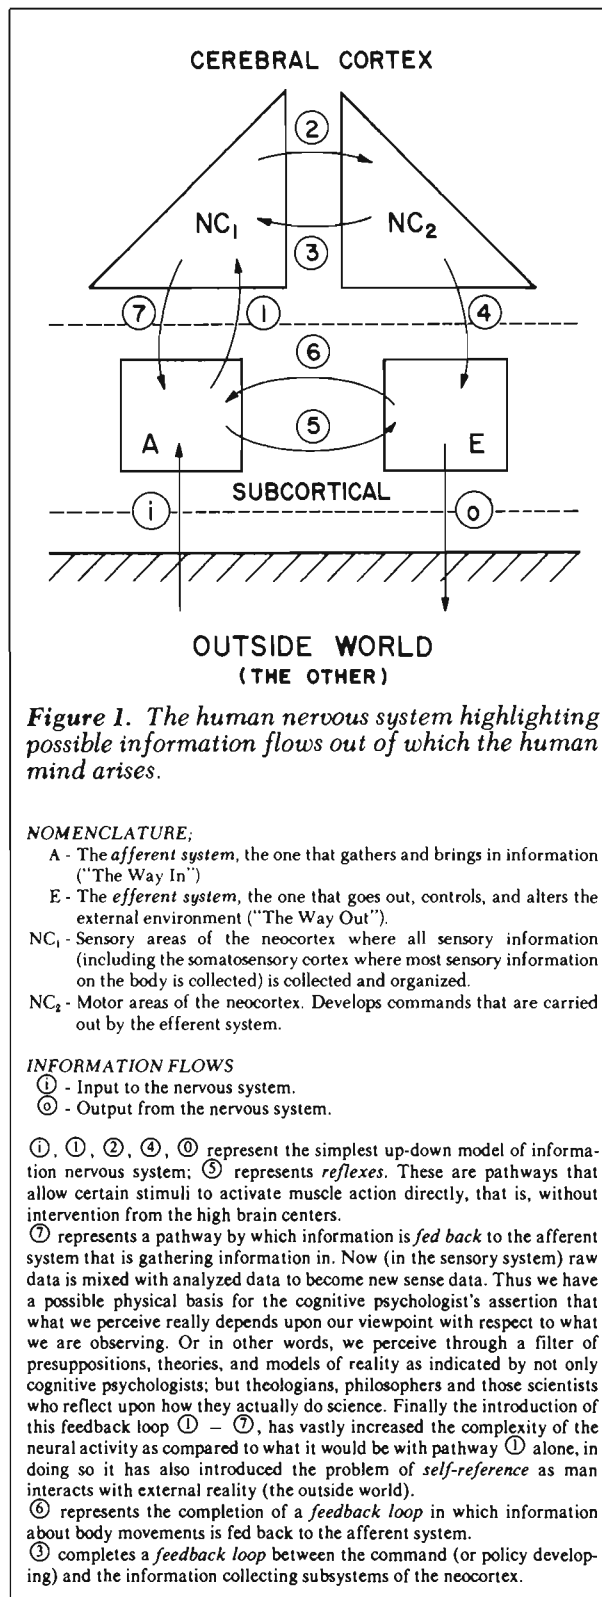 CEREBRAL CORTEX
②
NC₁ NC₂
③
⑦ ① ④
⑥
⑤
A E
SUBCORTICAL
ⓘ ⓞ
OUTSIDE WORLD
(THE OTHER)
Figure 1. The human nervous system highlighting
possible information flows out of which the human
mind arises.
NOMENCLATURE;
A - The afferent system, the one that gathers and brings in information
("The Way In")
E - The efferent system, the one that goes out, controls, and alters the
external environment ("The Way Out").
NC₁ - Sensory areas of the neocortex where all sensory information
(including the somatosensory cortex where most sensory information
on the body is collected) is collected and organized.
NC₂ - Motor areas of the neocortex. Develops commands that are carried
out by the efferent system.
INFORMATION FLOWS
ⓘ - Input to the nervous system.
ⓞ - Output from the nervous system.
ⓘ, ①, ②, ④, ⓞ represent the simplest up-down model of informa-
tion nervous system; ⑤ represents reflexes. These are pathways that
allow certain stimuli to activate muscle action directly, that is, without
intervention from the high brain centers.
⑦ represents a pathway by which information is fed back to the afferent
system that is gathering information in. Now (in the sensory system) raw
data is mixed with analyzed data to become new sense data. Thus we have
a possible physical basis for the cognitive psychologist's assertion that
what we perceive really depends upon our viewpoint with respect to what
we are observing. Or in other words, we perceive through a filter of
presuppositions, theories, and models of reality as indicated by not only
cognitive psychologists; but theologians, philosophers and those scientists
who reflect upon how they actually do science. Finally the introduction of
this feedback loop ① – ⑦, has vastly increased the complexity of the
neural activity as compared to what it would be with pathway ① alone, in
doing so it has also introduced the problem of self-reference as man
interacts with external reality (the outside world).
⑥ represents the completion of a feedback loop in which information
about body movements is fed back to the afferent system.
③ completes a feedback loop between the command (or policy develop-
ing) and the information collecting subsystems of the neocortex.